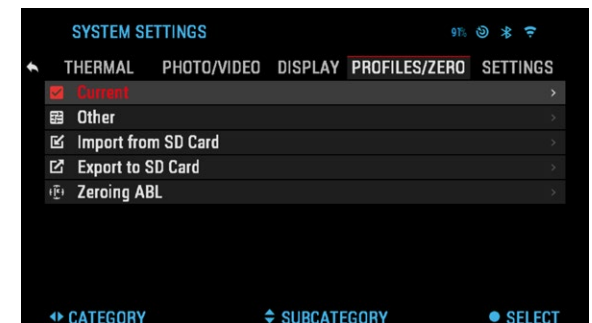 SYSTEM SETTINGS 91%
THERMAL PHOTO/VIDEO DISPLAY PROFILES/ZERO SETTINGS
Current
Other
Import from SD Card
Export to SD Card
Zeroing ABL
CATEGORY SUBCATEGORY SELECT